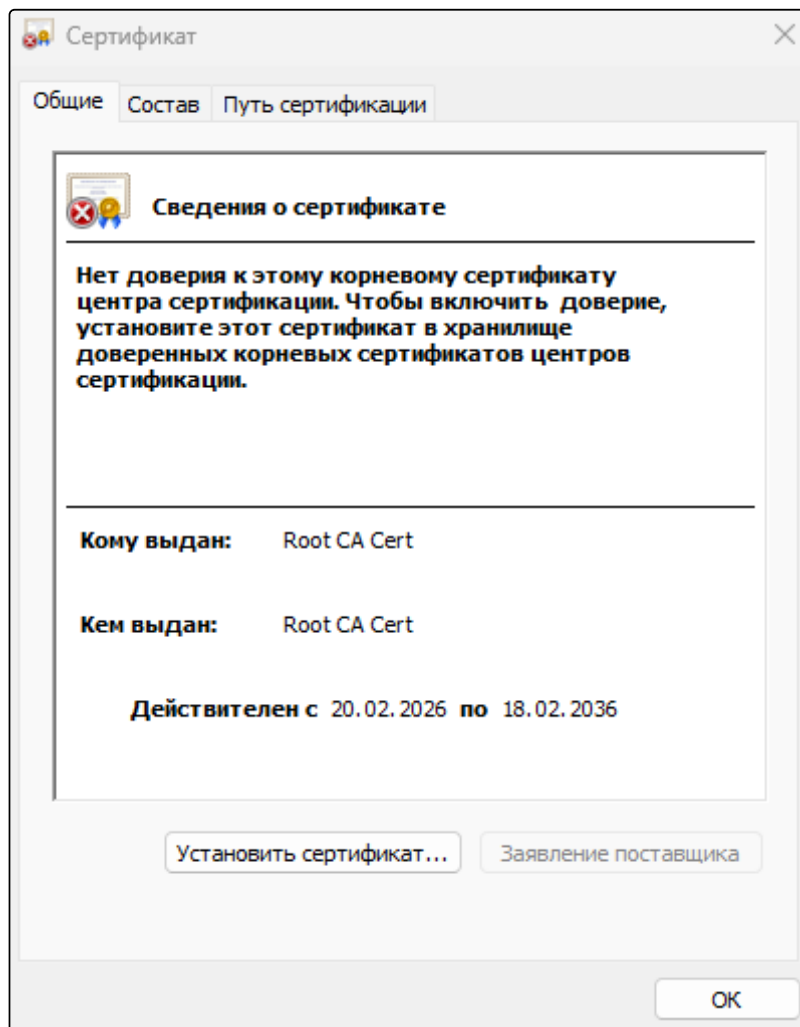 Сертификат
Общие Состав Путь сертификации
Сведения о сертификате
Нет доверия к этому корневому сертификату
центра сертификации. Чтобы включить доверие,
установите этот сертификат в хранилище
доверенных корневых сертификатов центров
сертификации.
Кому выдан: Root CA Cert
Кем выдан: Root CA Cert
Действителен с 20.02.2026 по 18.02.2036
Установить сертификат... Заявление поставщика
ОК